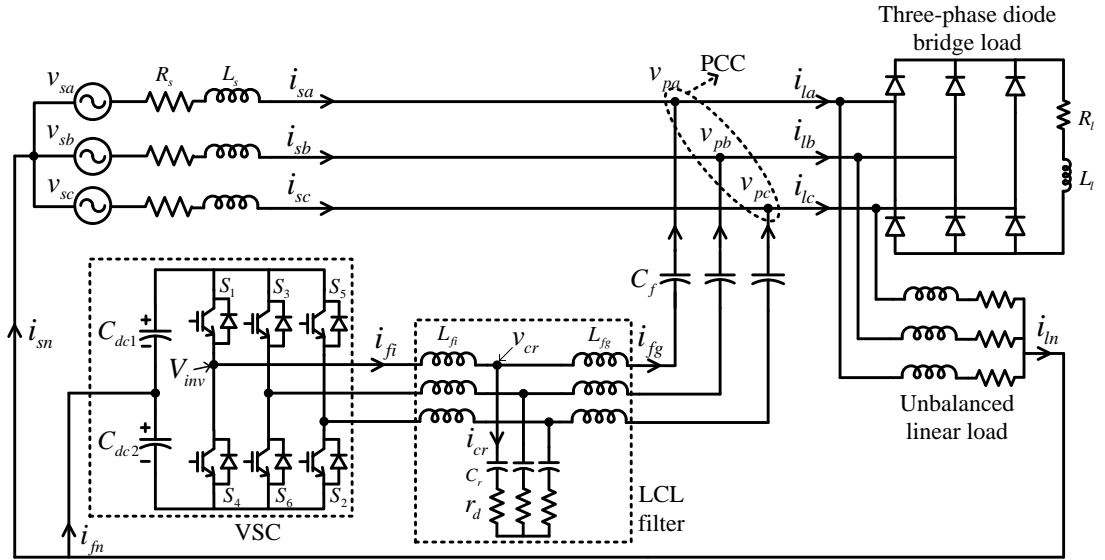 Three-phase diode
bridge load
v_sa
R_s
L_s
i_sa
v_pa
PCC
i_la
R_l
v_sb
i_sb
v_pb
i_lb
L_l
v_sc
i_sc
v_pc
i_lc
C_f
S_1
S_3
S_5
C_dc1
i_sn
V_inv
i_fi
L_fi
v_cr
L_fg
i_fg
i_ln
Unbalanced
linear load
C_dc2
i_cr
C_r
r_d
S_4
S_6
S_2
LCL
filter
VSC
i_fn